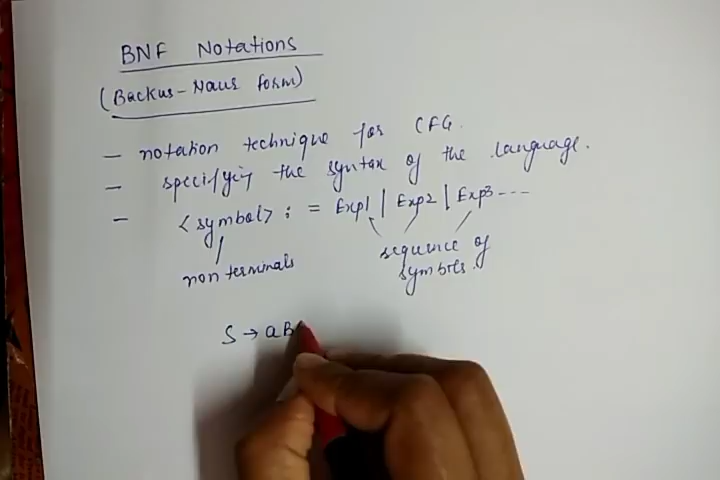 BNF Notations
(Backus-Naur form)
- notation technique for CFG.
- specifying the syntax of the language.
- <symbol> : = Exp1 | Exp2 | Exp3 ---
non terminals
sequence of symbols.
S → aB